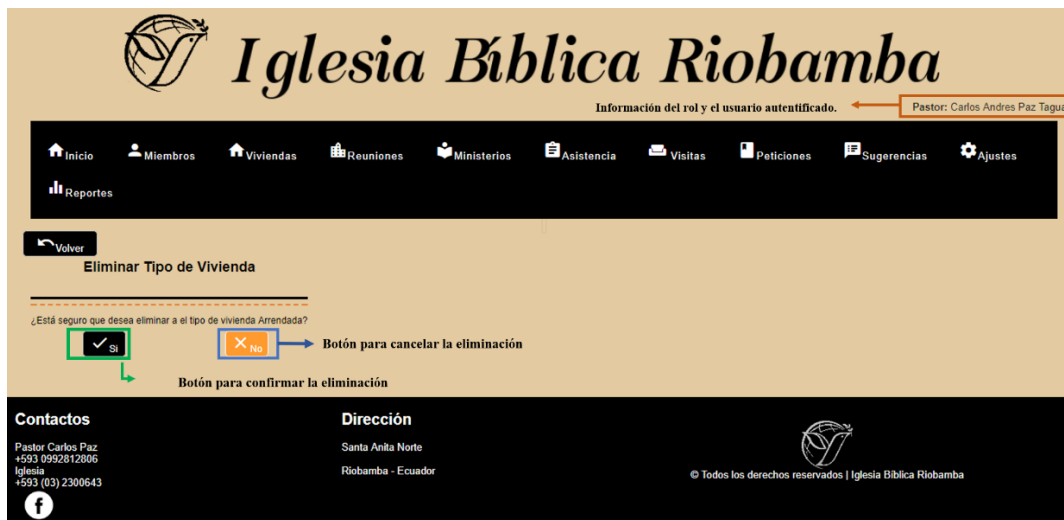 Iglesia Bíblica Riobamba
Información del rol y el usuario autentificado.
Pastor: Carlos Andres Paz Tagua
Inicio Miembros Viviendas Reuniones Ministerios Asistencia Visitas Peticiones Sugerencias Ajustes
Reportes
Volver
Eliminar Tipo de Vivienda
¿Está seguro que desea eliminar a el tipo de vivienda Arrendada?
Si
No
Botón para cancelar la eliminación
Botón para confirmar la eliminación
Contactos
Pastor Carlos Paz
+593 0992812806
Iglesia
+593 (03) 2300643
Dirección
Santa Anita Norte
Riobamba - Ecuador
© Todos los derechos reservados | Iglesia Bíblica Riobamba